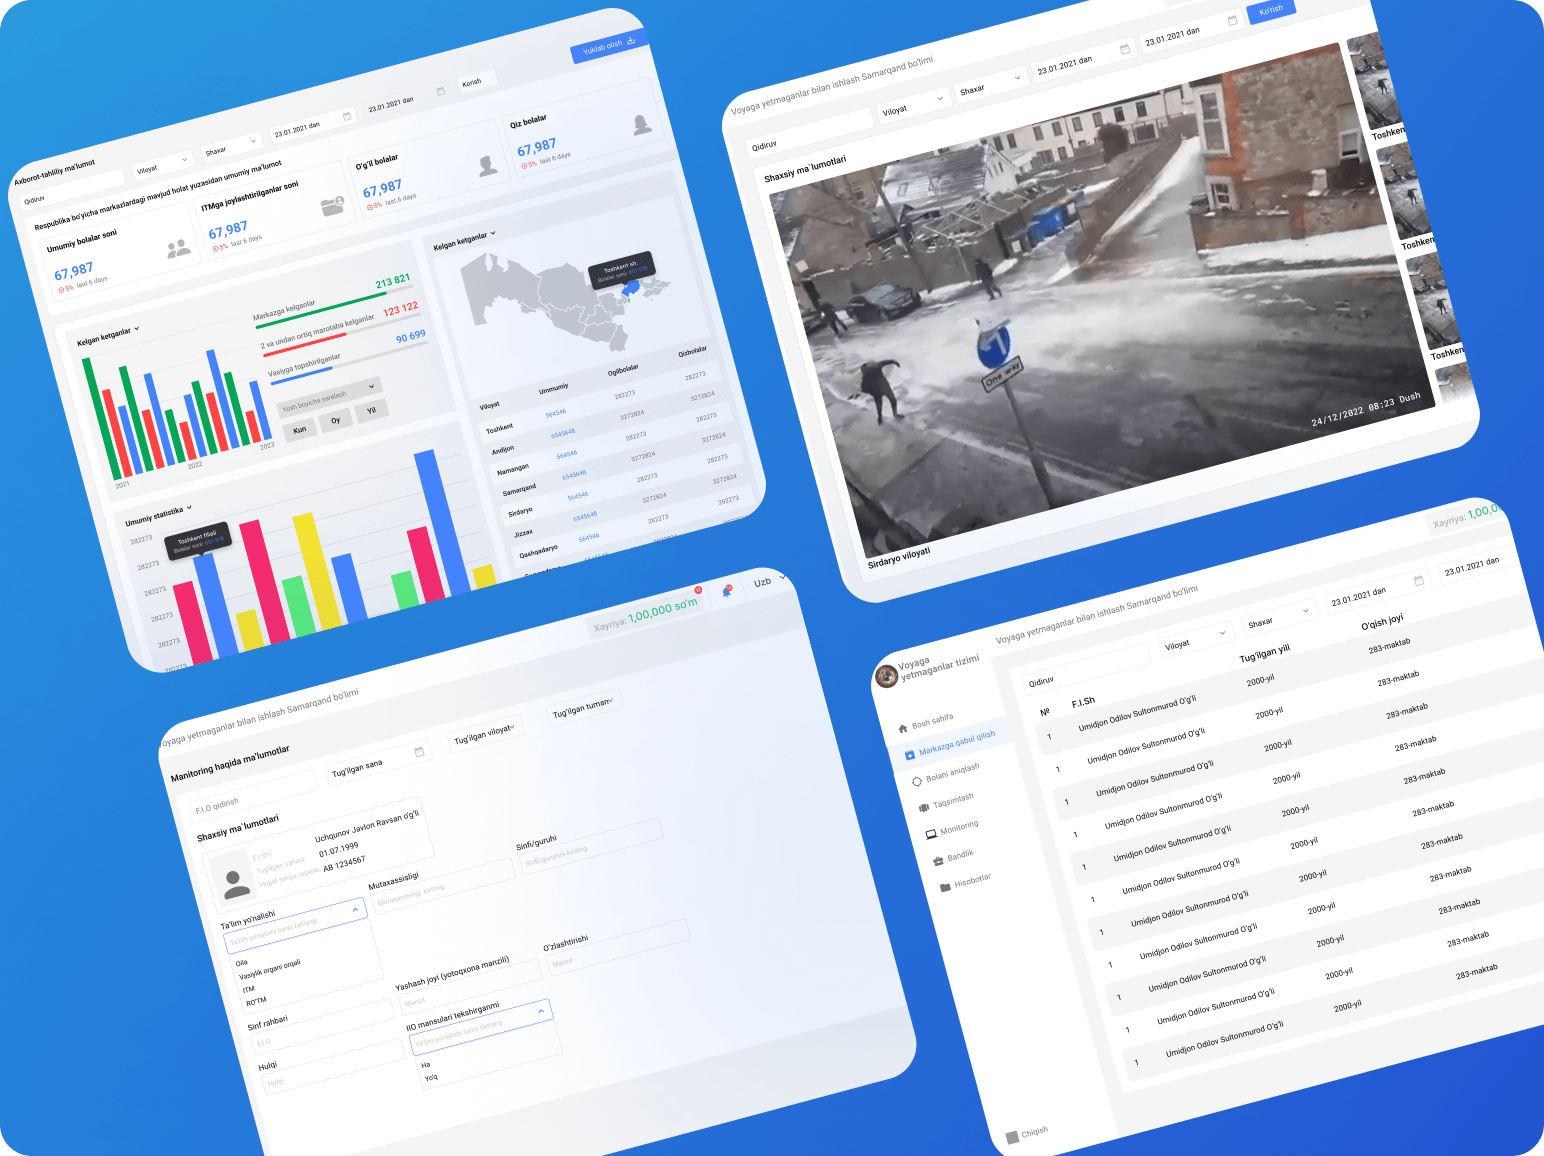 Yuklab olish
Axborot-tahliliy ma'lumot
Qidiruv
Viloyat
Shaxar
23.01.2021 dan
23.01.2021 dan
Korish
Respublika bo'yicha markazlardagi mavjud holat yuzasidan umumiy ma'lumot
Umumiy bolalar soni
67,987
5% last 6 days
ITMga joylashtirilganlar soni
67,987
5% last 6 days
O'g'il bolalar
67,987
5% last 6 days
Qiz bolalar
67,987
5% last 6 days
Kelgan ketganlar
2021
2022
2023
Markazga kelganlar
213 821
2 va undan ortiq marotaba kelganlar
123 122
Vasiyga topshirilganlar
90 699
Yosh boyicha saralash
Kun
Oy
Yil
Kelgan ketganlar
Toshkent sh.
Bolalar soni:
Viloyat Ummumiy Ogilbolalar Qizbolalar
Toshkent 564546 282273 282273
Andijon 6545648 3272824 3272824
Namangan 564546 282273 282273
Samarqand 6545648 3272824 3272824
Sirdaryo 564546 282273 282273
Jizzax 6545648 3272824 3272824
Qashqadaryo 564546 282273 282273
Umumiy statistika
282273
282273
282273
282273
282273
282273
Toshkent filiali
Bolalar soni:
Voyaga yetmaganlar bilan ishlash Samarqand bo'limi
Qidiruv
Viloyat
Shaxar
23.01.2021 dan
23.01.2021 dan
Ko'rish
Shaxsiy ma`lumotlari
One way
24/12/2022 08:23 Dush
Sirdaryo viloyati
Toshken
Toshken
Toshken
Toshken
Xayriya: 1,00,000 so'm
Uzb
oyaga yetmaganlar bilan ishlash Samarqand bo'limi
Manitoring haqida ma'lumotlar
F.I.O qidirish
Tug'ilgan sana
Tug'ilgan viloyat
Tug'ilgan tuman
Shaxsiy ma`lumotlari
F.I.SH: Uchqunov Javlon Ravsan o'g'li
Tug'ilgan sanasi: 01.07.1999
Hujjat seriya raqami: AB 1234567
Ta'lim yo'nalishi
Ta'lim yo'nalishi turini tanlang
Oila
Vasiylik organi orqali
ITM
RO'TM
Mutaxassisligi
Mutaxassisligi kiriting
Sinfi/guruhi
Sinfi/guruhini kiriting
Sinf rahbari
F.I.O
Yashash joyi (yotoqxona manzili)
Manzil
O'zlashtirishi
Manzil
Hulqi
Hulqi
IIO mansulari tekshirganmi
Ta'lim yo'nalishi turini tanlang
Ha
Yo'q
Xayriya: 1,00,0
Voyaga
yetmaganlar tizimi
Voyaga yetmaganlar bilan ishlash Samarqand bo'limi
Bosh sahifa
Markazga qabul qilish
Bolani aniqlash
Taqsimlash
Monitoring
Bandlik
Hisobotlar
Chiqish
Qidiruv
Viloyat
Shaxar
23.01.2021 dan
23.01.2021 dan
№ F.I.Sh Tug'ilgan yili O'qish joyi
1 Umidjon Odilov Sultonmurod O'g'li 2000-yil 283-maktab
1 Umidjon Odilov Sultonmurod O'g'li 2000-yil 283-maktab
1 Umidjon Odilov Sultonmurod O'g'li 2000-yil 283-maktab
1 Umidjon Odilov Sultonmurod O'g'li 2000-yil 283-maktab
1 Umidjon Odilov Sultonmurod O'g'li 2000-yil 283-maktab
1 Umidjon Odilov Sultonmurod O'g'li 2000-yil 283-maktab
1 Umidjon Odilov Sultonmurod O'g'li 2000-yil 283-maktab
1 Umidjon Odilov Sultonmurod O'g'li 2000-yil 283-maktab
1 Umidjon Odilov Sultonmurod O'g'li 2000-yil 283-maktab
1 Umidjon Odilov Sultonmurod O'g'li 2000-yil 283-maktab
1 Umidjon Odilov Sultonmurod O'g'li 2000-yil 283-maktab